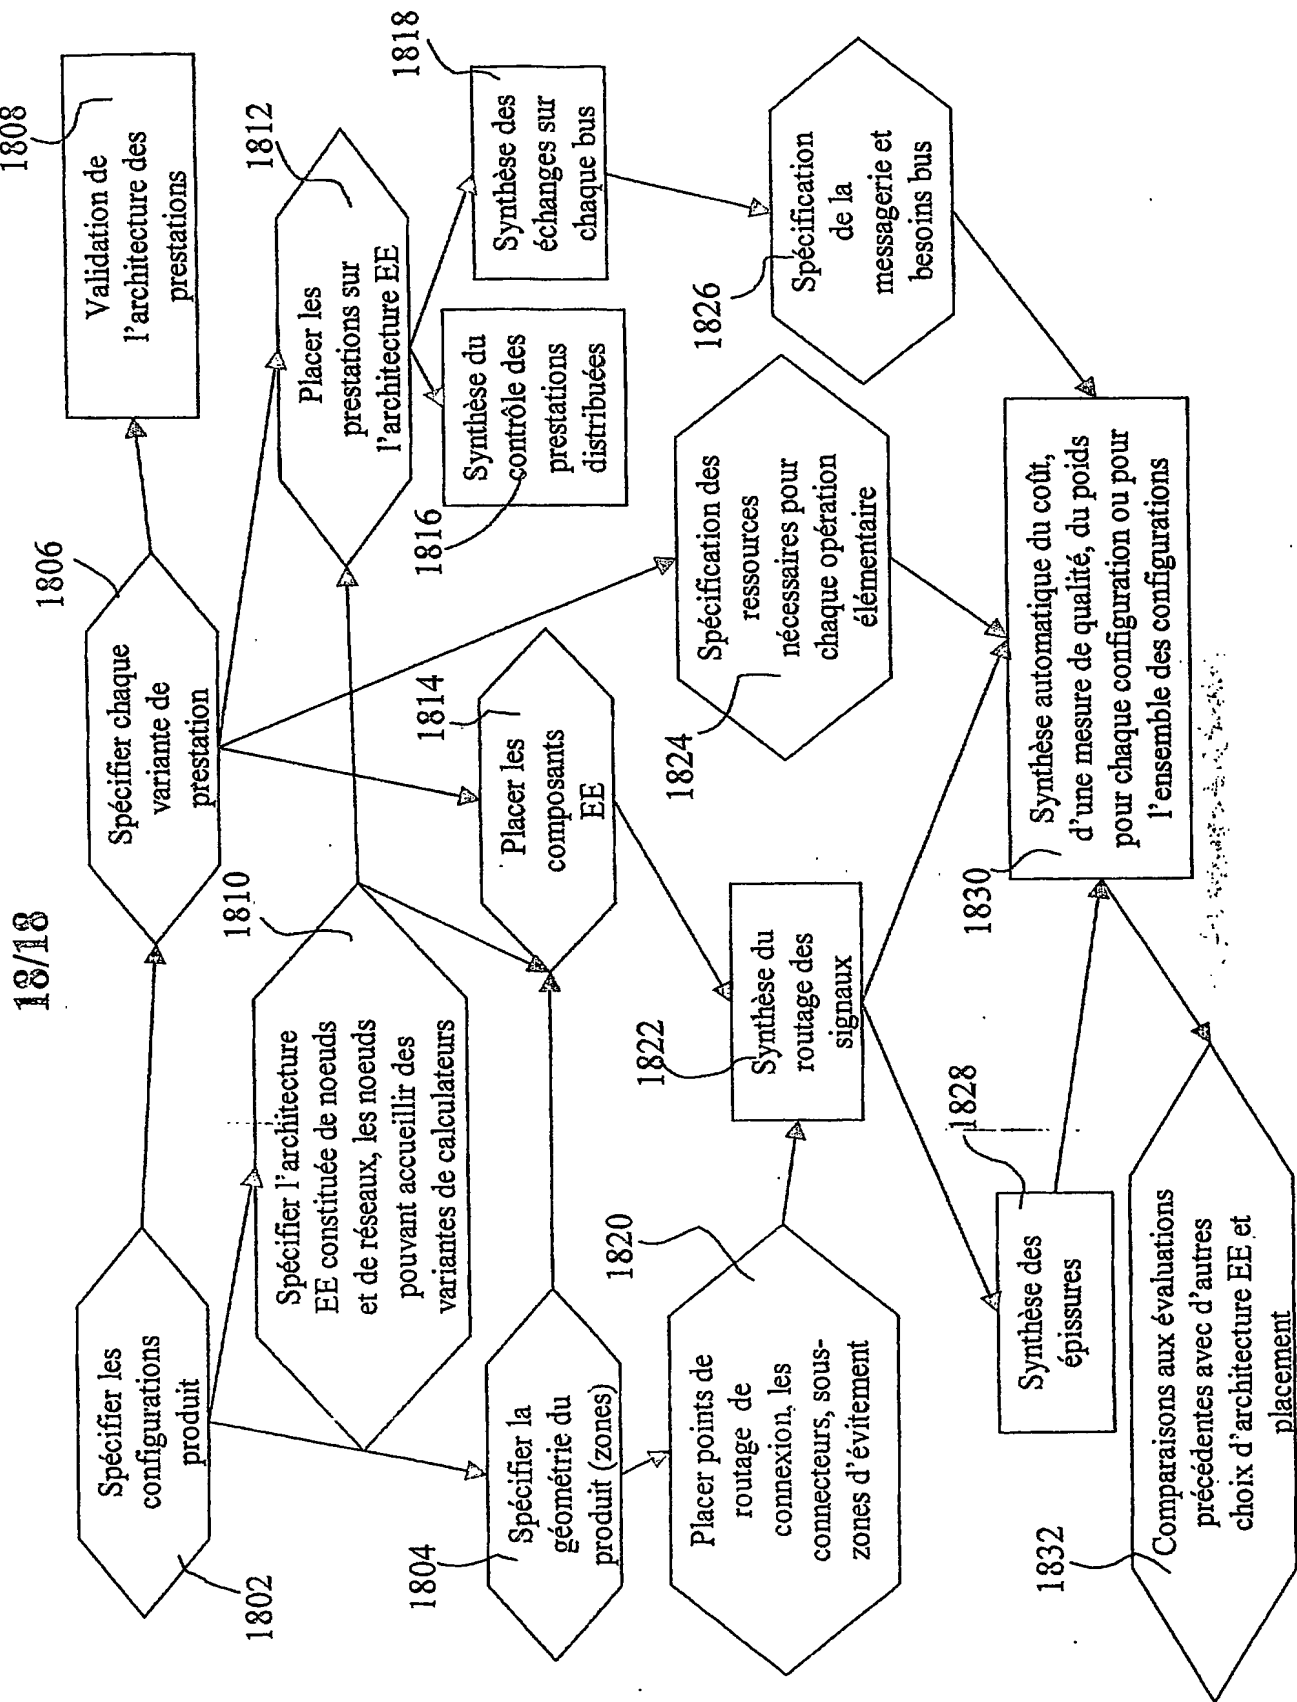 18/18
1802
Spécifier les
configurations
produit
1806
Spécifier chaque
variante de
prestation
1808
Validation de
l'architecture des
prestations
1810
Spécifier l'architecture
EE constituée de noeuds
et de réseaux, les noeuds
pouvant accueillir des
variantes de calculateurs
1812
Placer les
prestations sur
l'architecture EE
1804
Spécifier la
géométrie du
produit (zones)
1814
Placer les
composants
EE
1816
Synthèse du
contrôle des
prestations
distribuées
1818
Synthèse des
échanges sur
chaque bus
1820
Placer points de
routage de
connexion, les
connecteurs, sous-
zones d'évitement
1822
Synthèse du
routage des
signaux
1824
Spécification des
ressources
nécessaires pour
chaque opération
élémentaire
1826
Spécification
de la
messagerie et
besoins bus
1828
Synthèse des
épissures
1830
Synthèse automatique du coût,
d'une mesure de qualité, du poids
pour chaque configuration ou pour
l'ensemble des configurations
1832
Comparaisons aux évaluations
précédentes avec d'autres
choix d'architecture EE et
placement